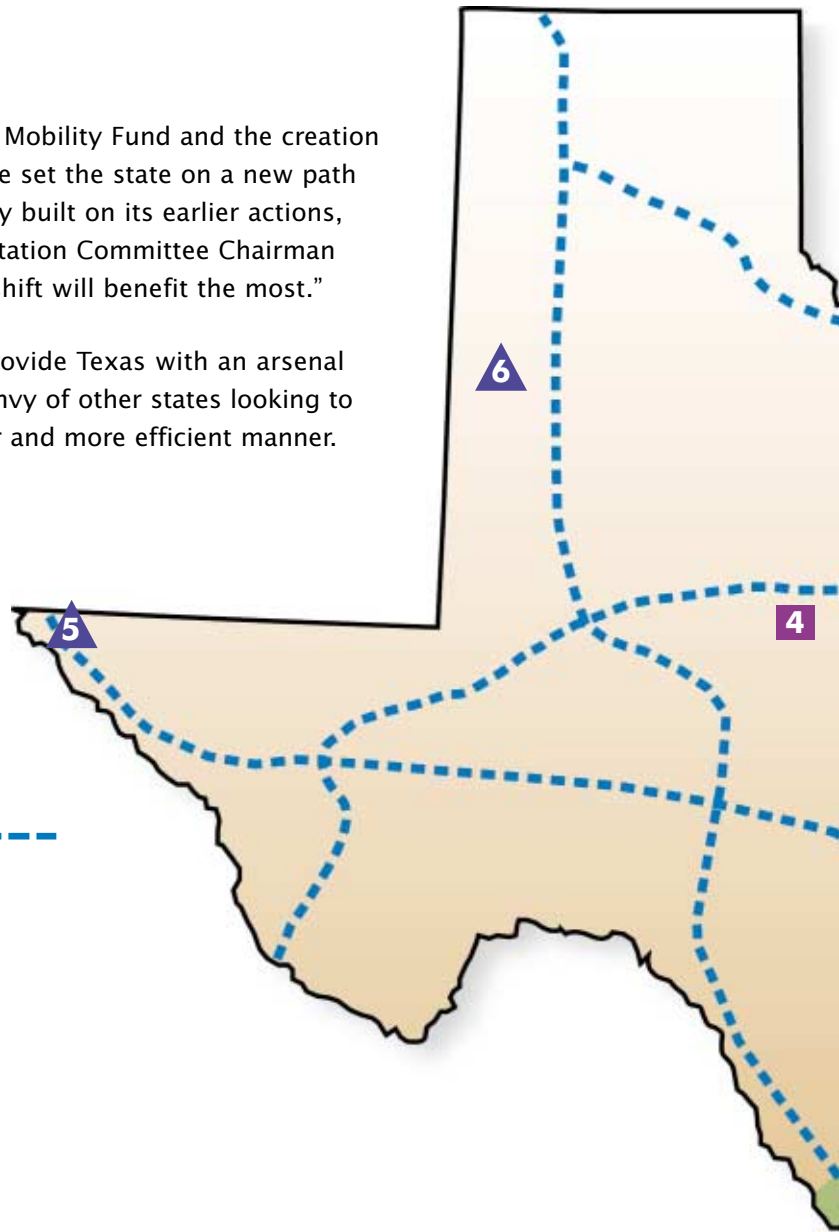 Mobility Fund and the creation
e set the state on a new path
y built on its earlier actions,
tation Committee Chairman
shift will benefit the most.”
ovide Texas with an arsenal
nvy of other states looking to
r and more efficient manner.
6
5
4